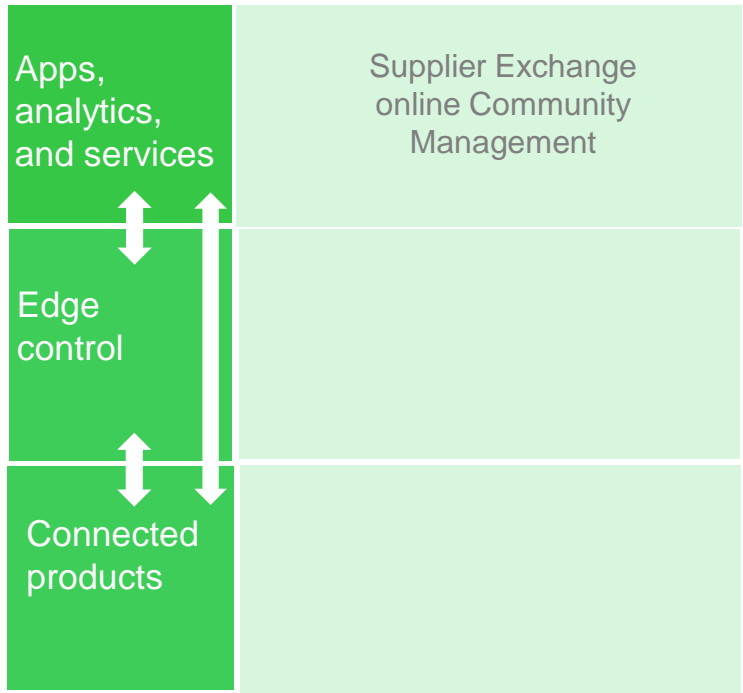 Apps,
analytics,
and services
Supplier Exchange
online Community
Management
Edge
control
Connected
products